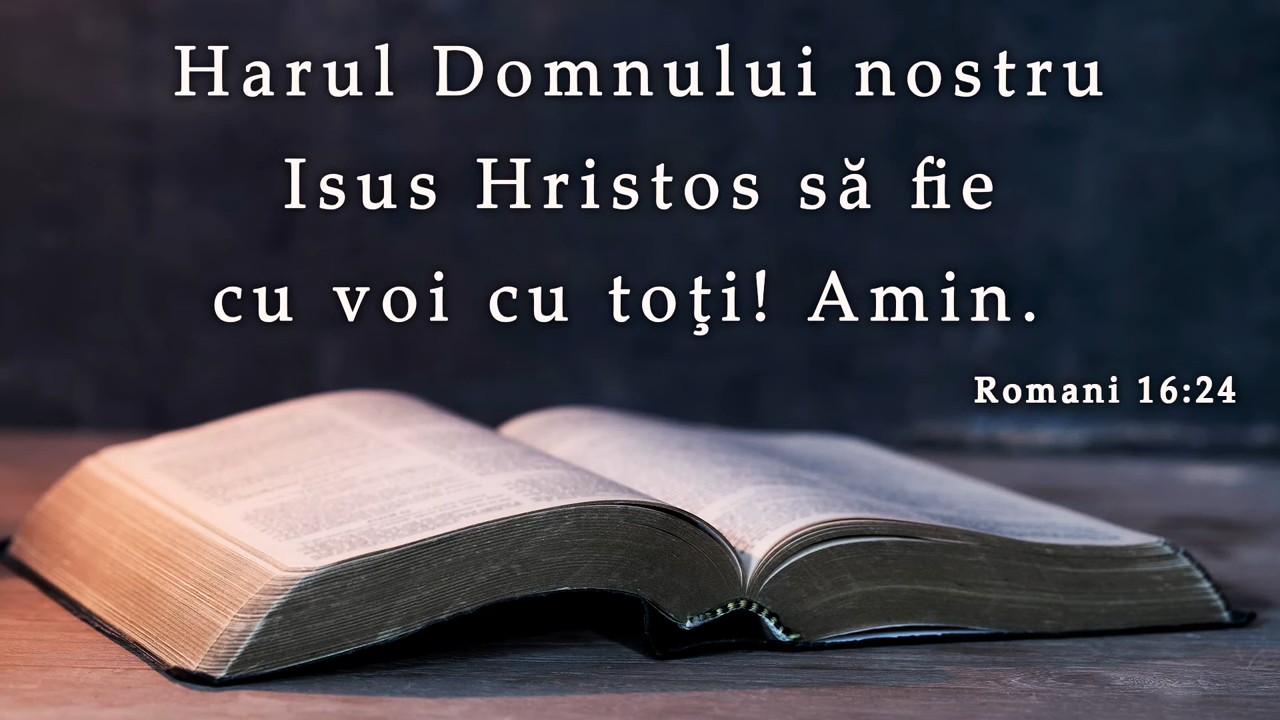 Harul Domnului nostru
Isus Hristos să fie
cu voi cu toţi! Amin.
Romani 16:24